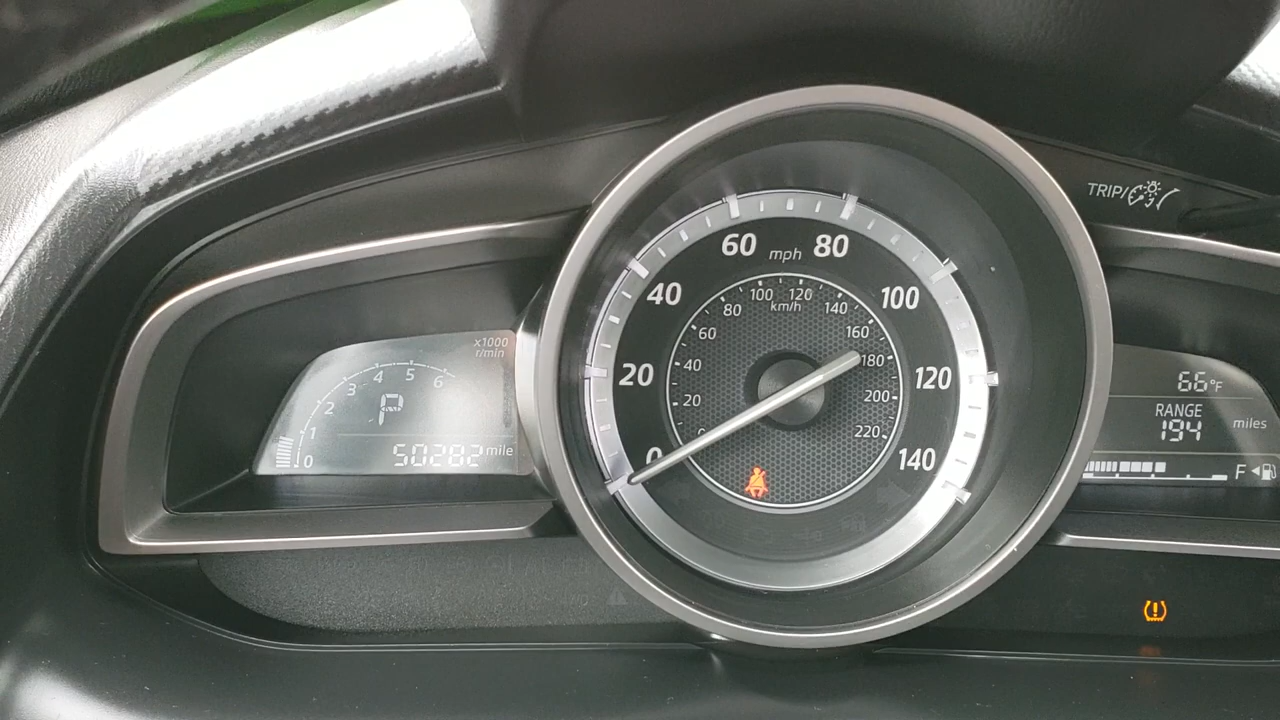 TRIP/
60 mph 80
40 100
20 120
0 140
100 120
km/h
80 140
60 160
40 180
20 200
220
x1000
r/min
0 1 2 3 4 5 6
P
50282 mile
66°F
RANGE
194 miles
F